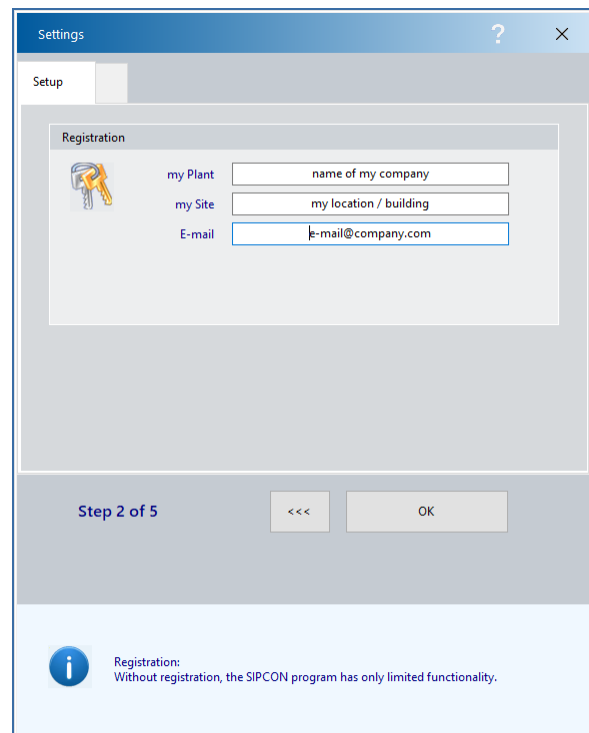 Settings
?
Setup
Registration
my Plant name of my company
my Site my location / building
E-mail e-mail@company.com
Step 2 of 5 <<< OK
Registration:
Without registration, the SIPCON program has only limited functionality.